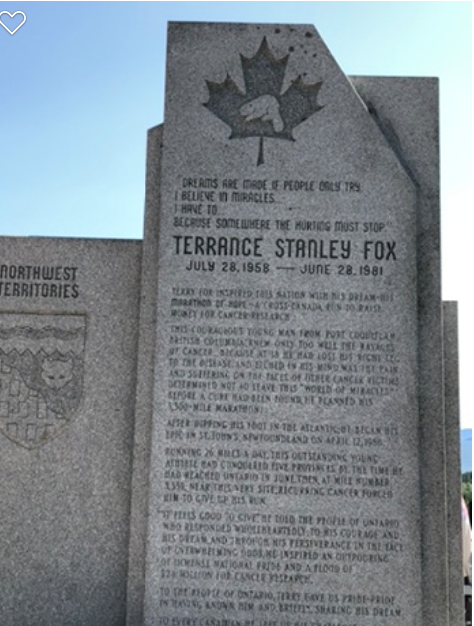 NORTHWEST
TERRITORIES
DREAMS ARE MADE IF PEOPLE ONLY TRY.
I BELIEVE IN MIRACLES...
I HAVE TO...
BECAUSE SOMEWHERE THE HURTING MUST STOP.
TERRANCE STANLEY FOX
JULY 28, 1958 — JUNE 28, 1981
TERRY FOX INSPIRED THIS NATION WITH HIS DREAM-HIS
MARATHON OF HOPE-A CROSS-CANADA RUN TO RAISE
MONEY FOR CANCER RESEARCH.
THIS COURAGEOUS YOUNG MAN FROM PORT COQUITLAM,
BRITISH COLUMBIA KNEW ONLY TOO WELL THE RAVAGES
OF CANCER. BECAUSE AT 18 HE HAD LOST HIS RIGHT LEG
TO THE DISEASE AND ETCHED IN HIS MIND WAS THE PAIN
AND SUFFERING ON THE FACES OF OTHER CANCER VICTIMS.
DETERMINED NOT TO LEAVE THIS "WORLD OF MIRACLES"
BEFORE A CURE HAD BEEN FOUND, HE PLANNED HIS
5,300-MILE MARATHON.
AFTER DIPPING HIS FOOT IN THE ATLANTIC, IT BEGAN HIS
EPIC IN ST. JOHN'S, NEWFOUNDLAND ON APRIL 12, 1980.
RUNNING 26 MILES A DAY, THIS OUTSTANDING YOUNG
ATHLETE HAD CONQUERED FIVE PROVINCES BY THE TIME HE
HAD REACHED ONTARIO IN JUNE. THEN, AT MILE NUMBER
3,339, NEAR THIS VERY SITE, RECURRING CANCER FORCED
HIM TO GIVE UP HIS RUN.
"IT FEELS GOOD TO GIVE" HE TOLD THE PEOPLE OF ONTARIO
WHO RESPONDED WHOLEHEARTEDLY TO HIS COURAGE AND
HIS DREAM, AND THROUGH HIS PERSEVERANCE IN THE FACE
OF OVERWHELMING ODDS, HE INSPIRED AN OUTPOURING
OF IMMENSE NATIONAL PRIDE AND A FLOOD OF
MILLION FOR CANCER RESEARCH.
TO THE PEOPLE OF ONTARIO, TERRY GAVE US PRIDE-PRIDE
IN HAVING KNOWN HIM AND BRIEFLY, SHARING HIS DREAM.
TO EVERY CANADIAN HE